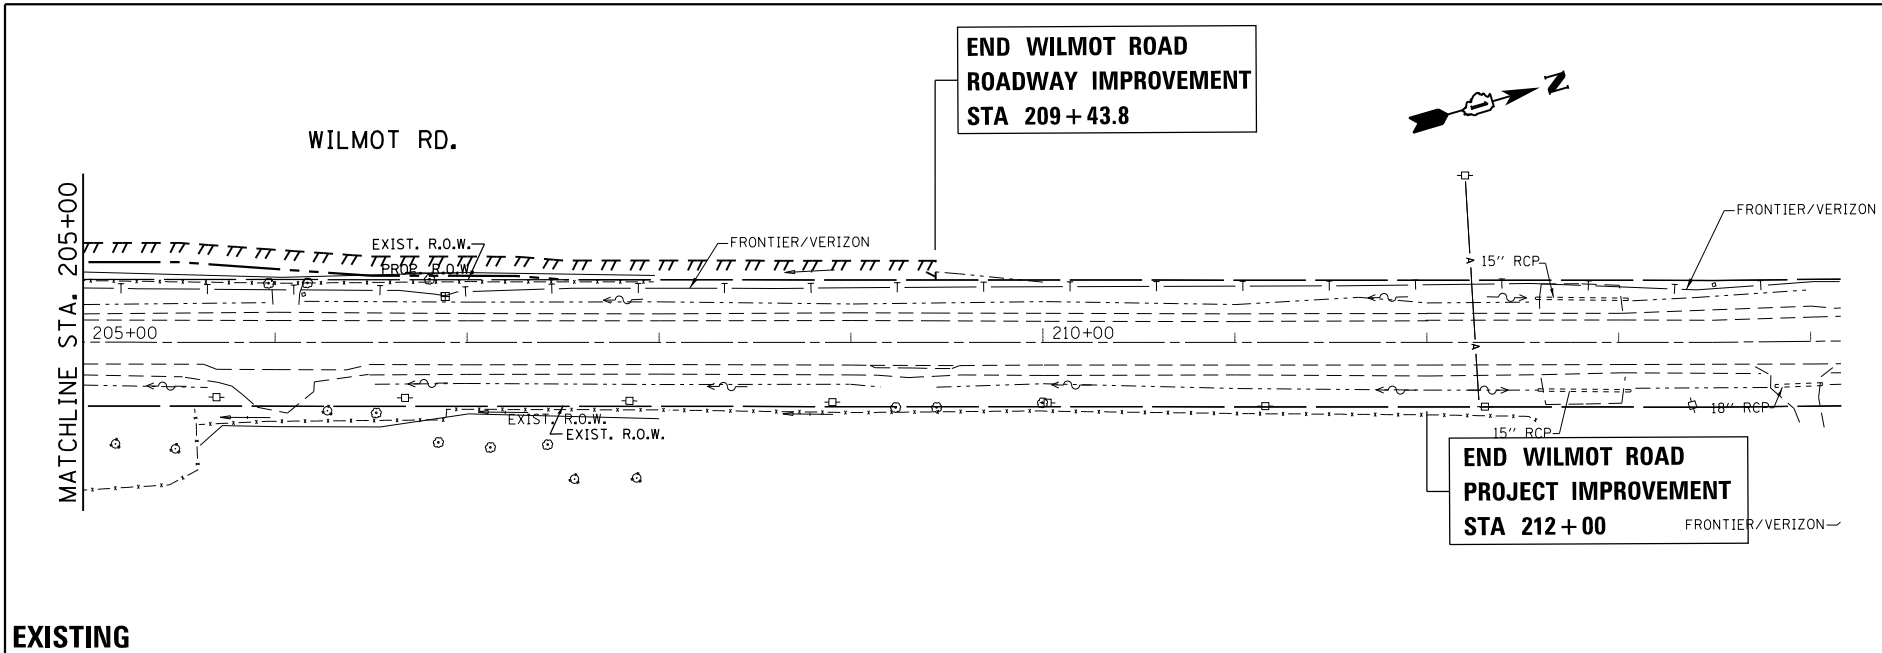 END WILMOT ROAD
ROADWAY IMPROVEMENT
STA 209+43.8
N
WILMOT RD.
MATCHLINE STA. 205+00
EXIST. R.O.W.
PROP. R.O.W.
FRONTIER/VERIZON
FRONTIER/VERIZON
15" RCP
A
A
205+00
210+00
EXIST. R.O.W.
EXIST. R.O.W.
15" RCP
18" RCP
END WILMOT ROAD
PROJECT IMPROVEMENT
STA 212+00
FRONTIER/VERIZON
EXISTING